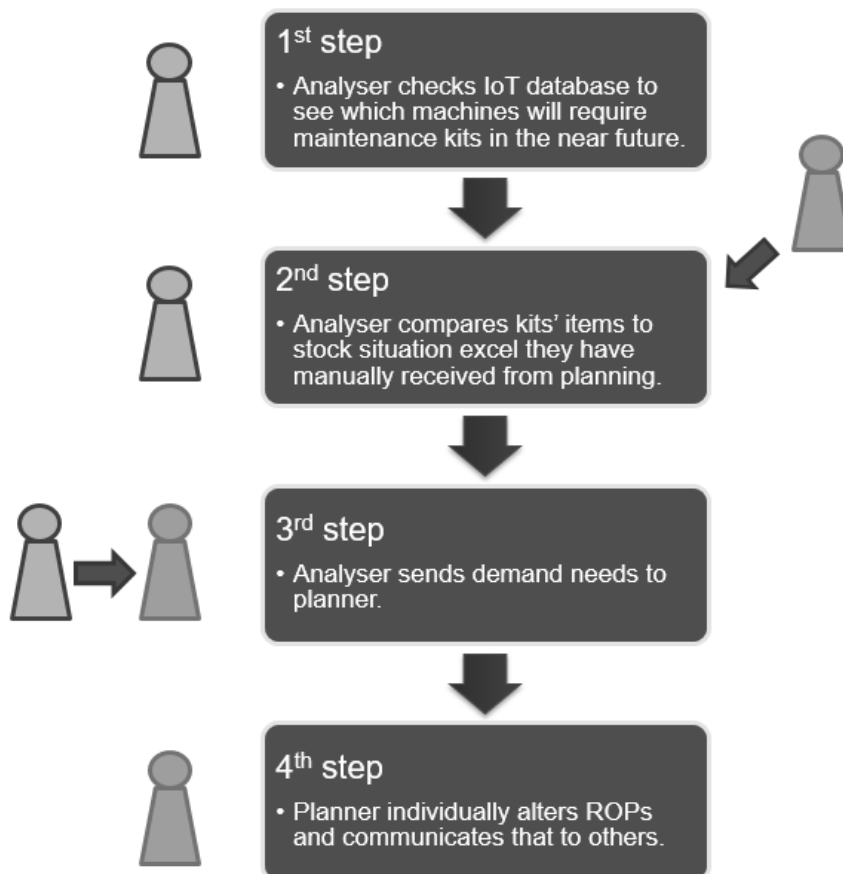 1st step
• Analyser checks IoT database to
see which machines will require
maintenance kits in the near future.
2nd step
• Analyser compares kits’ items to
stock situation excel they have
manually received from planning.
3rd step
• Analyser sends demand needs to
planner.
4th step
• Planner individually alters ROPs
and communicates that to others.